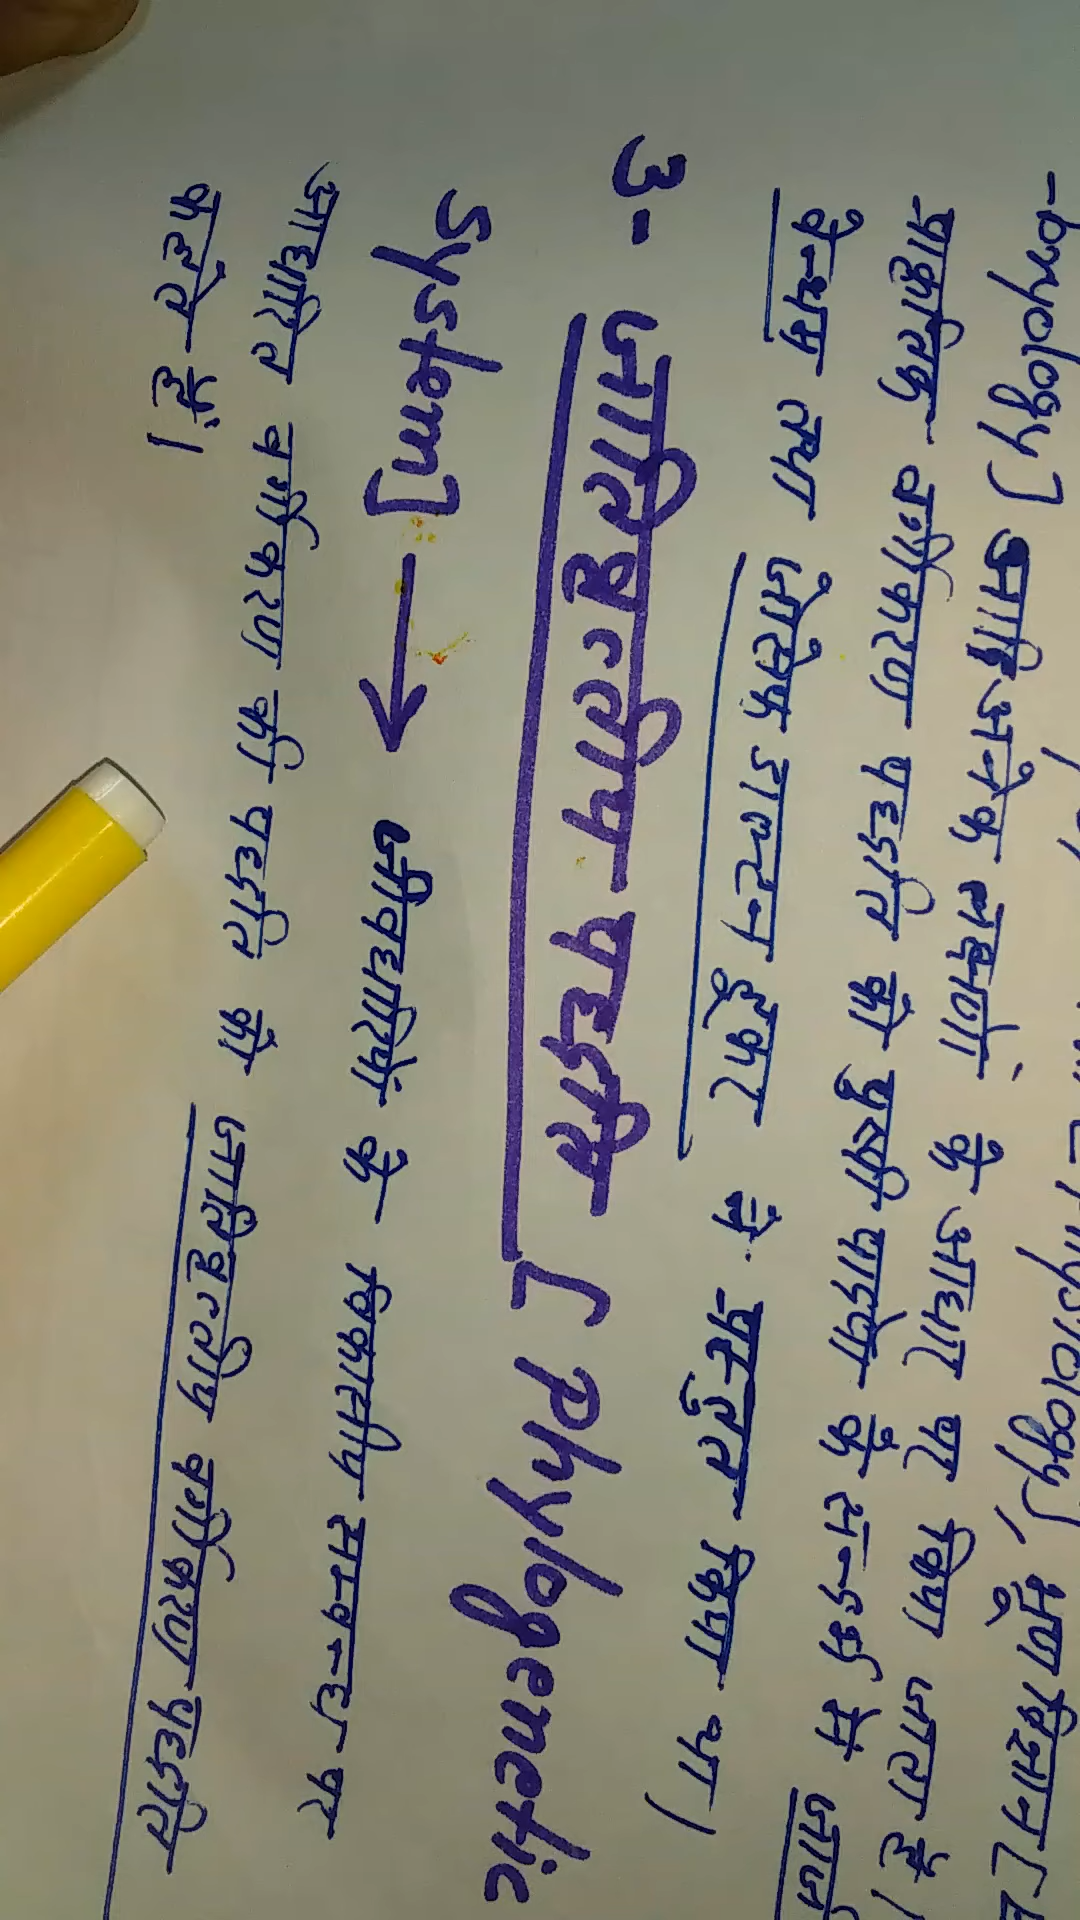 Physiology], भ्रूण विज्ञान [E
-bryology] आदि अनेक लक्षणों के आधार पर किया जाता है।
प्राकृतिक वर्गीकरण पद्धति को पुष्पी पादपों के सन्दर्भ में जार्ज
बेन्थम तथा जोसेफ डाल्टन हूकर ने प्रस्तुत किया था।
3- जातिवृत्तीय पद्धति [Phylogenetic
System] → जीवधारियों के विकासीय सम्बन्ध पर
आधारित वर्गीकरण की पद्धति को जातिवृत्तीय वर्गीकरण पद्धति
कहते हैं।